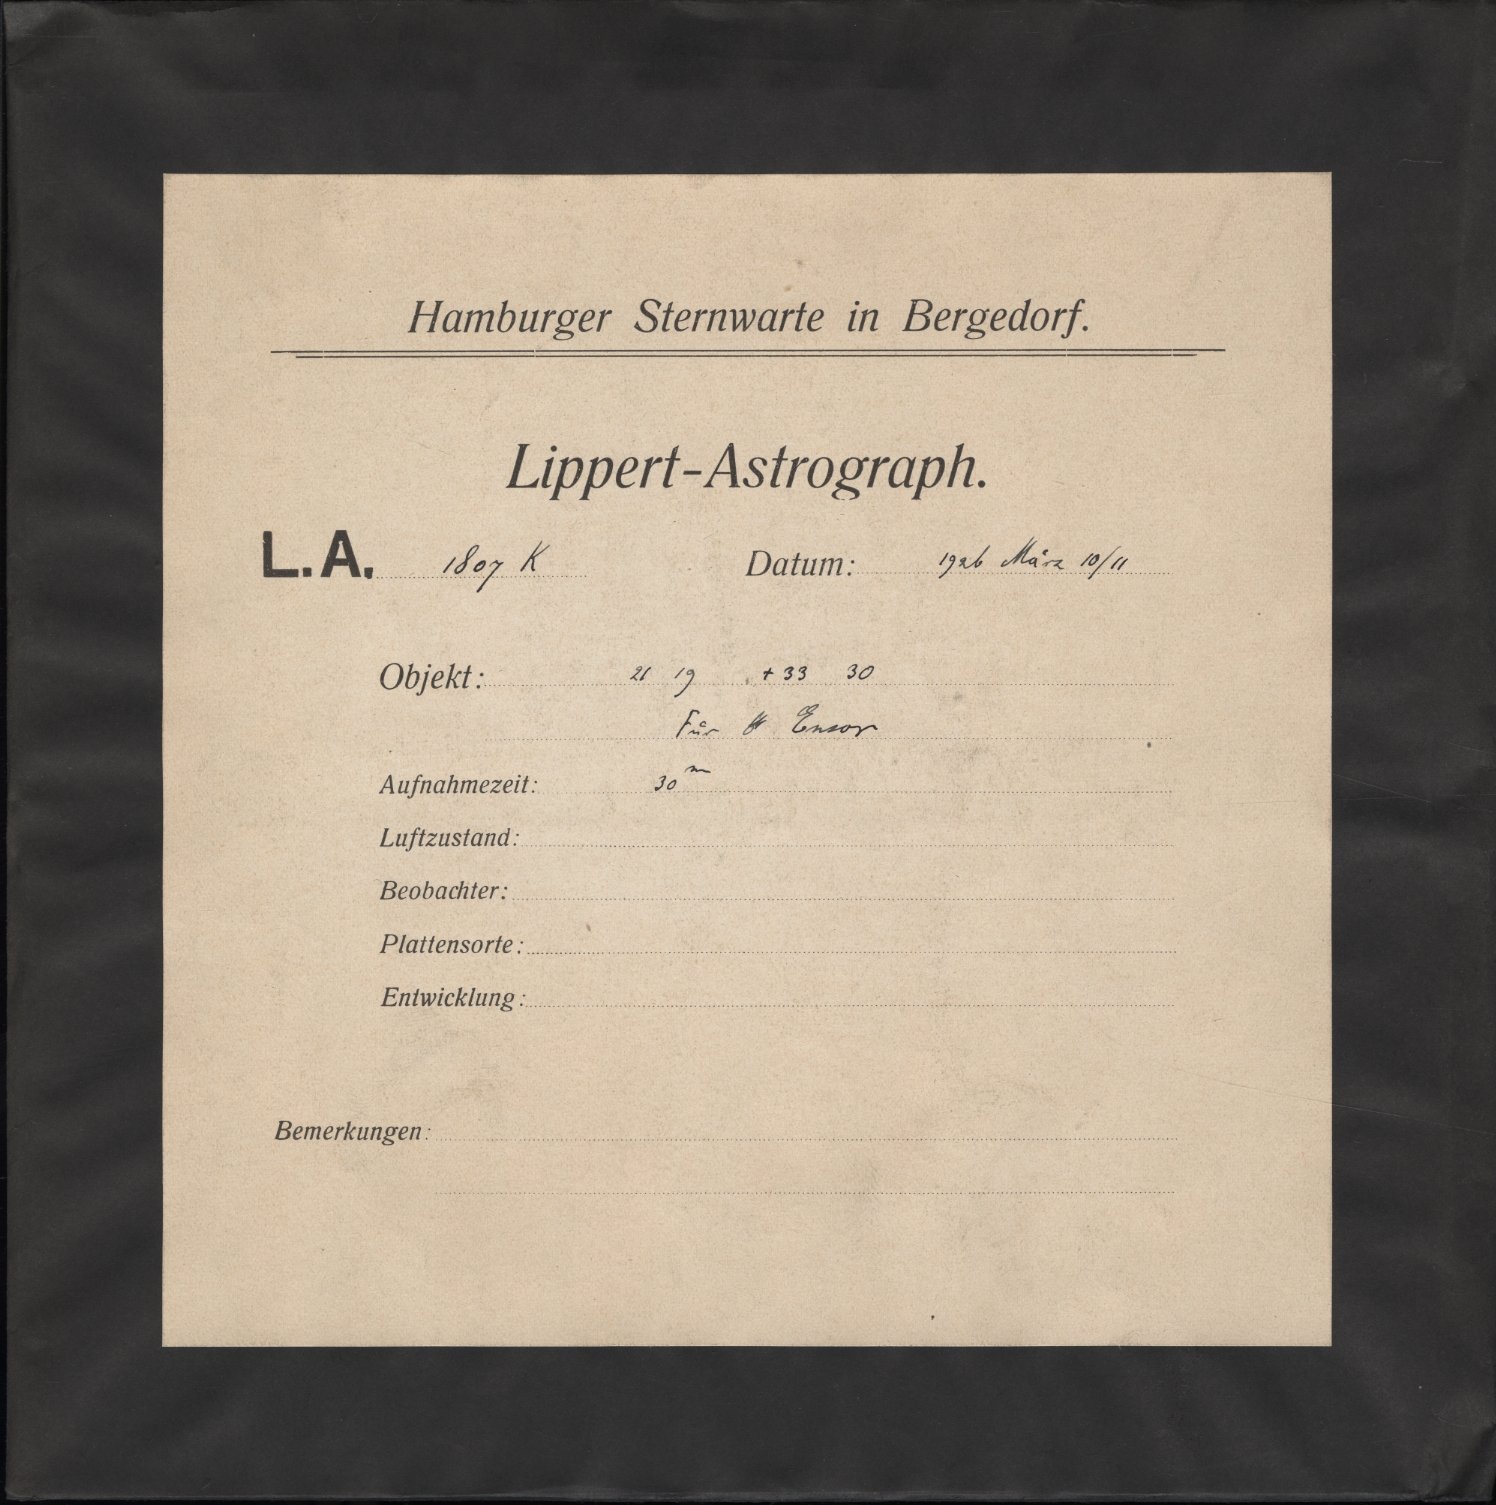 Hamburger Sternwarte in Bergedorf.
Lippert-Astrograph.
L.A. 1807 K Datum: 1926 März 10/11
Objekt: 21 19 +33 30
Für Ensor
Aufnahmezeit: 30 m
Luftzustand:
Beobachter:
Plattensorte:
Entwicklung:
Bemerkungen: